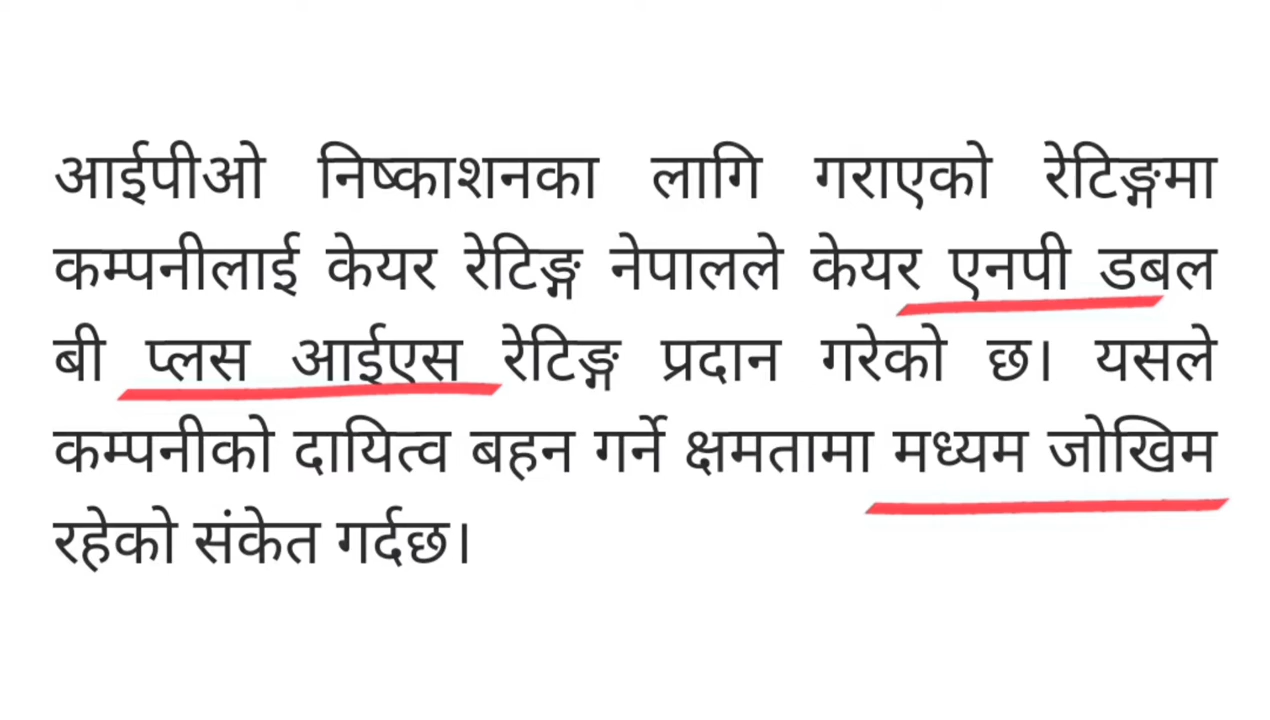 आईपीओ निष्काशनका लागि गराएको रेटिङ्गमा
कम्पनीलाई केयर रेटिङ्ग नेपालले केयर एनपी डबल
बी प्लस आईएस रेटिङ्ग प्रदान गरेको छ। यसले
कम्पनीको दायित्व बहन गर्ने क्षमतामा मध्यम जोखिम
रहेको संकेत गर्दछ।